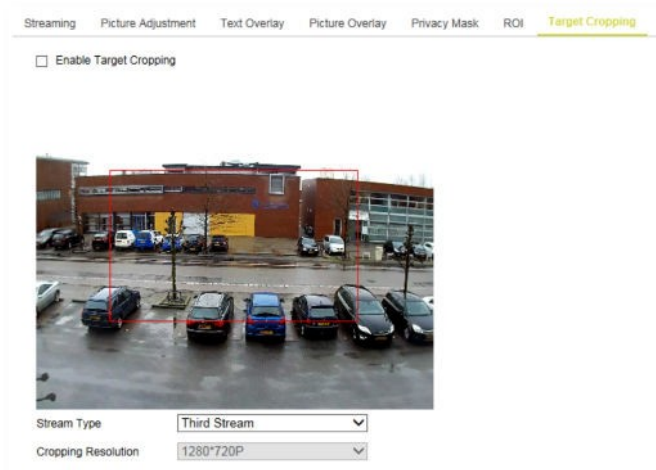 Streaming Picture Adjustment Text Overlay Picture Overlay Privacy Mask ROI Target Cropping
Enable Target Cropping
Stream Type Third Stream
Cropping Resolution 1280*720P